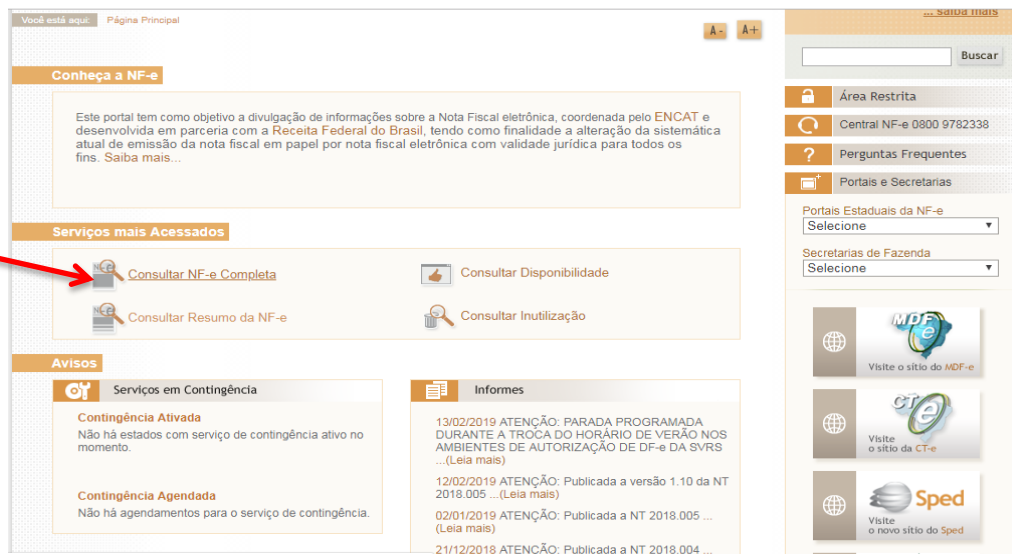 Você está aqui: Página Principal
A- A+
Conheça a NF-e
Este portal tem como objetivo a divulgação de informações sobre a Nota Fiscal eletrônica, coordenada pelo ENCAT e
desenvolvida em parceria com a Receita Federal do Brasil, tendo como finalidade a alteração da sistemática
atual de emissão da nota fiscal em papel por nota fiscal eletrônica com validade jurídica para todos os
fins. Saiba mais...
Serviços mais Acessados
Consultar NF-e Completa
Consultar Disponibilidade
Consultar Resumo da NF-e
Consultar Inutilização
Avisos
Serviços em Contingência
Contingência Ativada
Não há estados com serviço de contingência ativo no
momento.
Contingência Agendada
Não há agendamentos para o serviço de contingência.
Informes
13/02/2019 ATENÇÃO: PARADA PROGRAMADA
DURANTE A TROCA DO HORÁRIO DE VERÃO NOS
AMBIENTES DE AUTORIZAÇÃO DE DF-e DA SVRS
...(Leia mais)
12/02/2019 ATENÇÃO: Publicada a versão 1.10 da NT
2018.005 ...(Leia mais)
02/01/2019 ATENÇÃO: Publicada a NT 2018.005 ...
(Leia mais)
21/12/2018 ATENÇÃO: Publicada a NT 2018.004 ...
... saiba mais
Buscar
Área Restrita
Central NF-e 0800 9782338
? Perguntas Frequentes
Portais e Secretarias
Portais Estaduais da NF-e
Selecione
Secretarias de Fazenda
Selecione
MDF e
Visite o sítio do MDF-e
CT e
Visite
o sítio da CT-e
Sped
Visite
o novo sítio do Sped